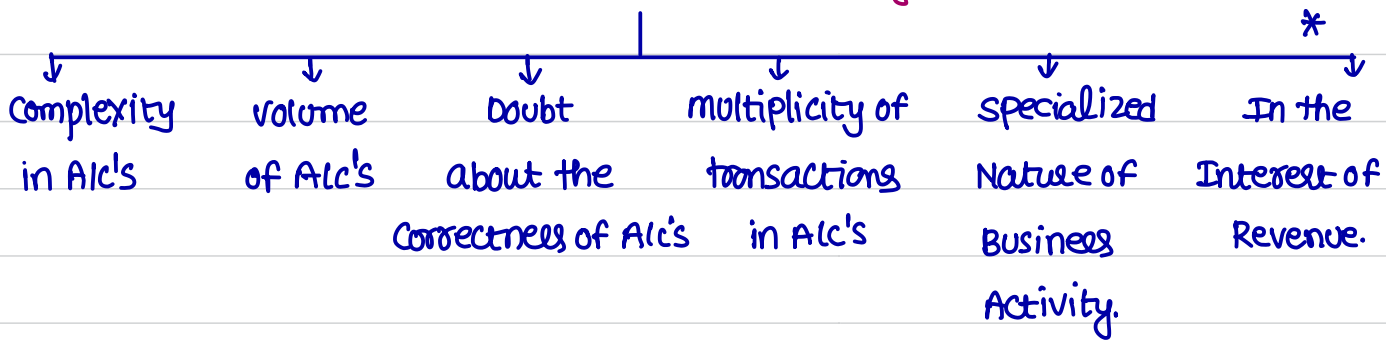 *
Complexity
in A/c's
volume
of A/c's
Doubt
about the
Correctness of A/c's
multiplicity of
transactions
in A/c's
specialized
Nature of
Business
Activity.
In the
Interest of
Revenue.